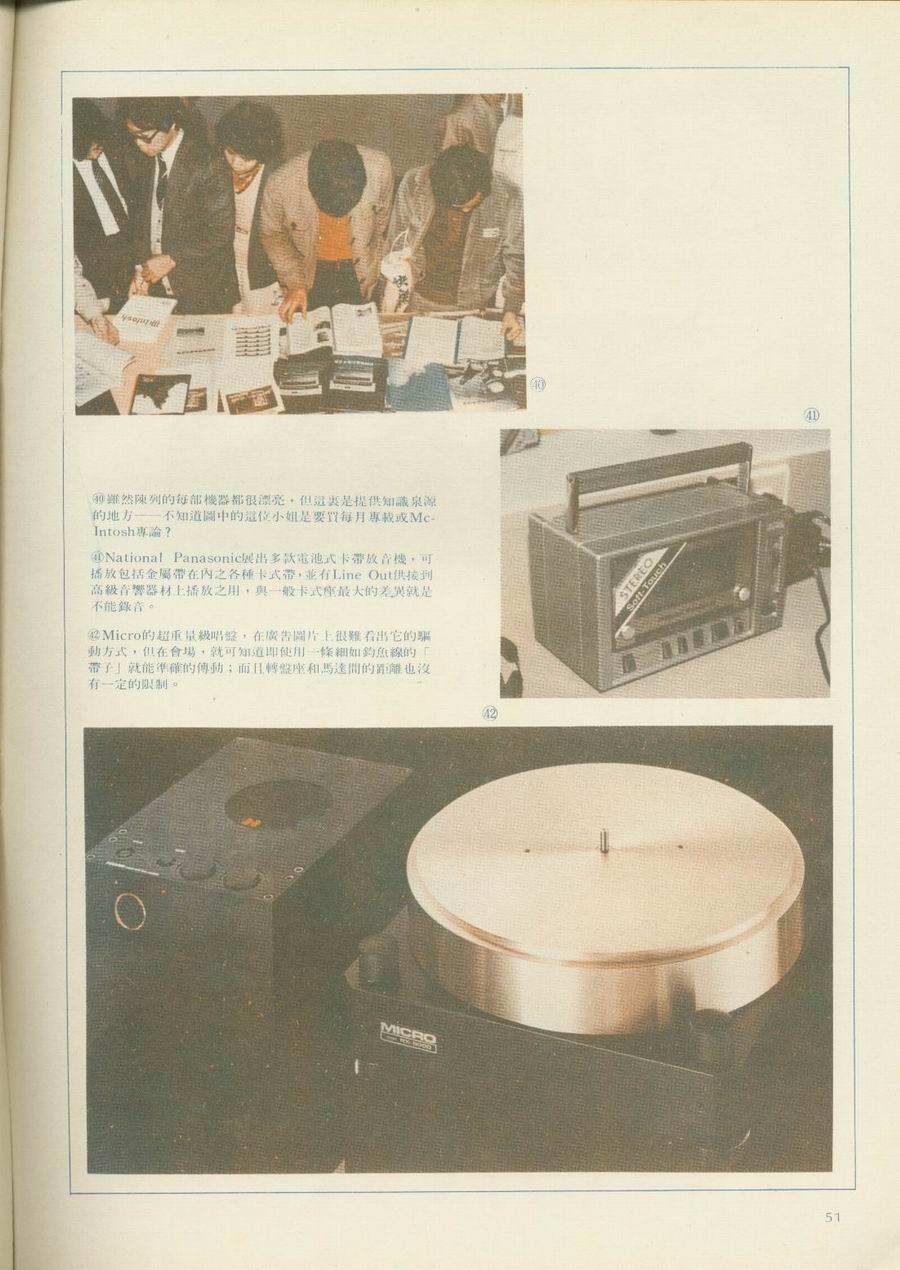 McIntosh
㊵
㊶
㊵雖然陳列的每部機器都很漂亮，但這裏是提供知識泉源
的地方——不知道圖中的這位小姐是要買每月專載或Mc-
Intosh專論？
㊶National Panasonic展出多款電池式卡帶放音機，可
播放包括金屬帶在內之各種卡式帶，並有Line Out供接到
高級音響器材上播放之用，與一般卡式座最大的差異就是
不能錄音。
㊷Micro的超重量級唱盤，在廣告圖片上很難看出它的驅
動方式，但在會場，就可知道即使用一條細如釣魚線的「
帶子」就能準確的傳動；而且轉盤座和馬達間的距離也沒
有一定的限制。
STEREO
Soft-Touch
㊷
MICRO
RX-5000
51